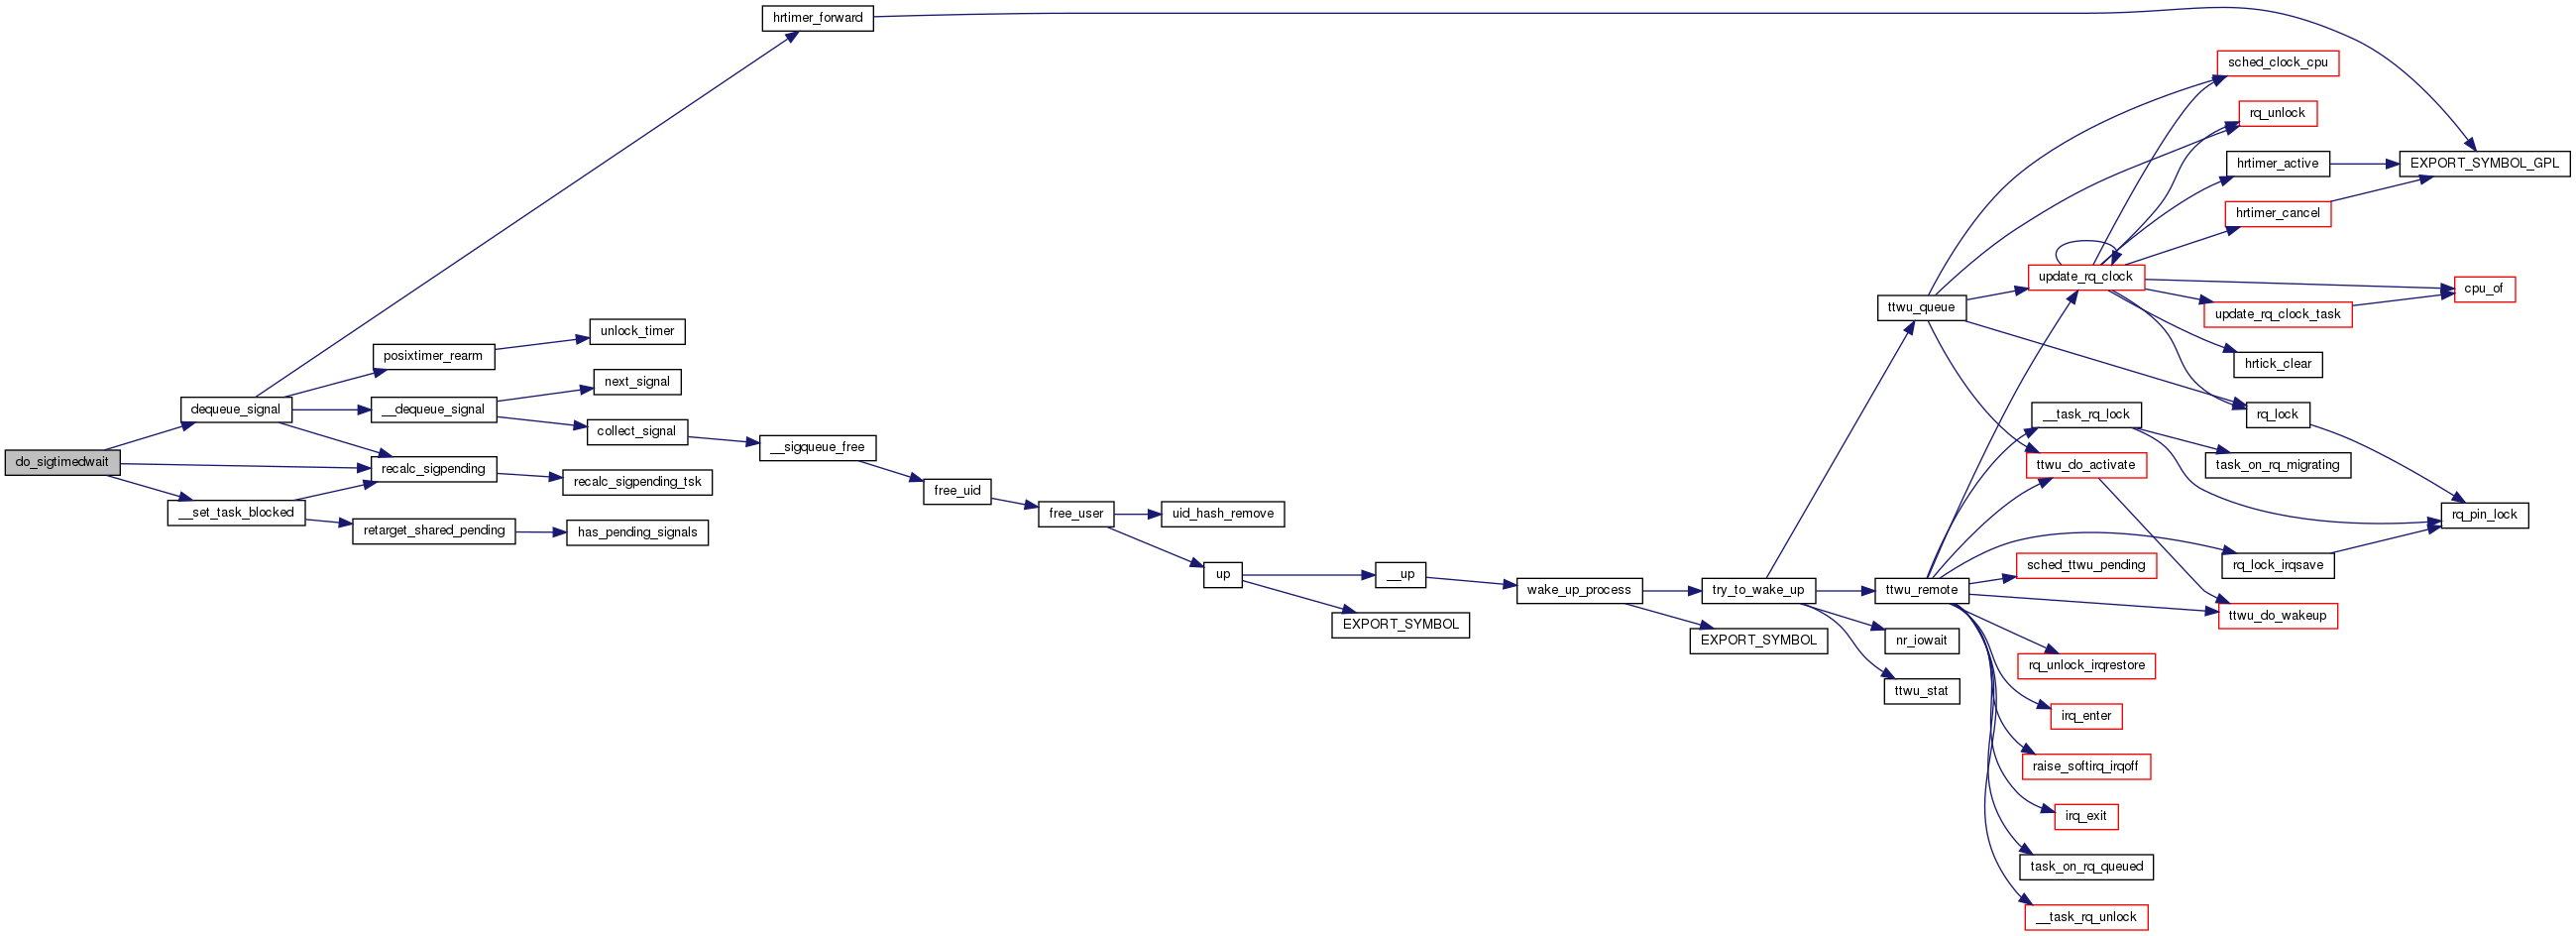 do_sigtimedwait
dequeue_signal
__set_task_blocked
hrtimer_forward
posixtimer_rearm
__dequeue_signal
recalc_sigpending
retarget_shared_pending
unlock_timer
next_signal
collect_signal
recalc_sigpending_tsk
has_pending_signals
__sigqueue_free
free_uid
free_user
uid_hash_remove
up
__up
EXPORT_SYMBOL
wake_up_process
try_to_wake_up
EXPORT_SYMBOL
ttwu_queue
ttwu_remote
nr_iowait
ttwu_stat
update_rq_clock
__task_rq_lock
ttwu_do_activate
sched_ttwu_pending
rq_unlock_irqrestore
irq_enter
raise_softirq_irqoff
irq_exit
task_on_rq_queued
__task_rq_unlock
sched_clock_cpu
rq_unlock
hrtimer_active
hrtimer_cancel
update_rq_clock_task
hrtick_clear
rq_lock
task_on_rq_migrating
rq_lock_irqsave
ttwu_do_wakeup
EXPORT_SYMBOL_GPL
cpu_of
rq_pin_lock